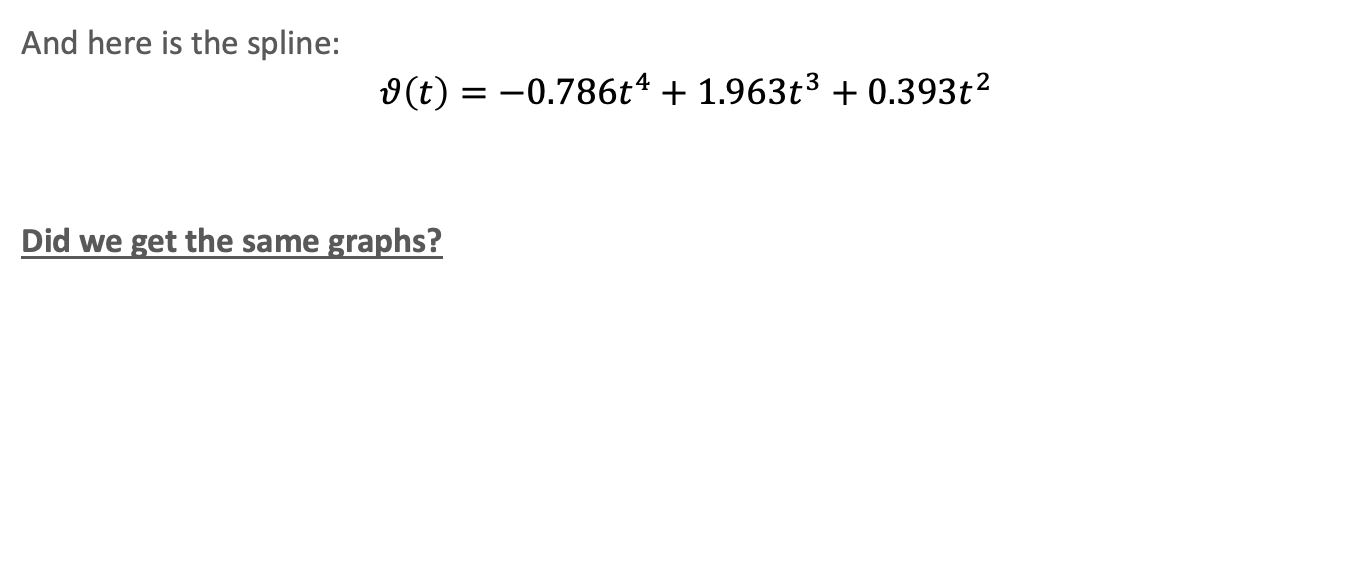 And here is the spline:
𝜗(𝑡) = −0.786𝑡⁴ + 1.963𝑡³ + 0.393𝑡²
Did we get the same graphs?